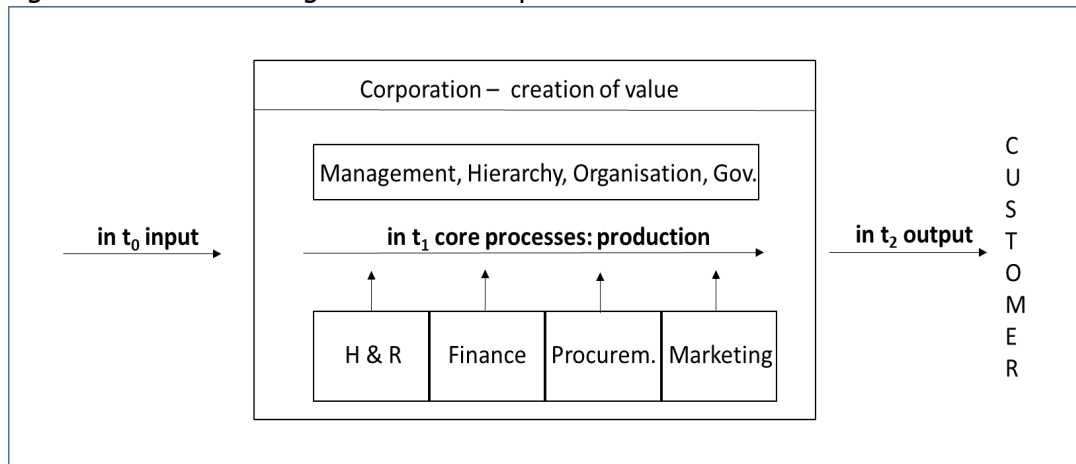 Corporation – creation of value
Management, Hierarchy, Organisation, Gov.
in t₀ input
in t₁ core processes: production
in t₂ output
H & R
Finance
Procurem.
Marketing
C
U
S
T
O
M
E
R